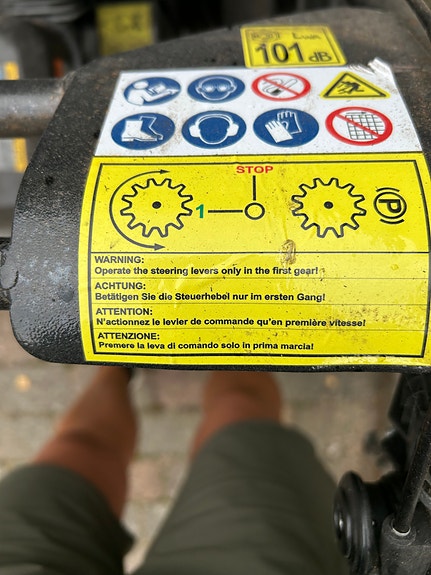 LWA
101 dB
STOP
1
P
WARNING:
Operate the steering levers only in the first gear!
ACHTUNG:
Betätigen Sie die Steuerhebel nur im ersten Gang!
ATTENTION:
N'actionnez le levier de commande qu'en première vitesse!
ATTENZIONE:
Premere la leva di comando solo in prima marcia!